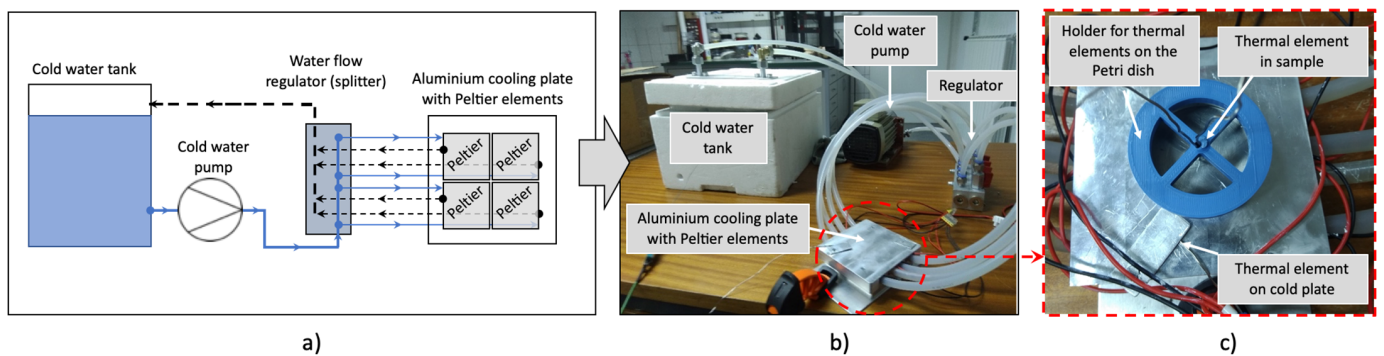 Cold water tank
Cold water
pump
Water flow
regulator (splitter)
Aluminium cooling plate
with Peltier elements
Peltier
Peltier
Peltier
Peltier
a)
Cold water
pump
Regulator
Cold water
tank
Aluminium cooling plate
with Peltier elements
b)
Holder for thermal
elements on the
Petri dish
Thermal element
in sample
Thermal element
on cold plate
c)